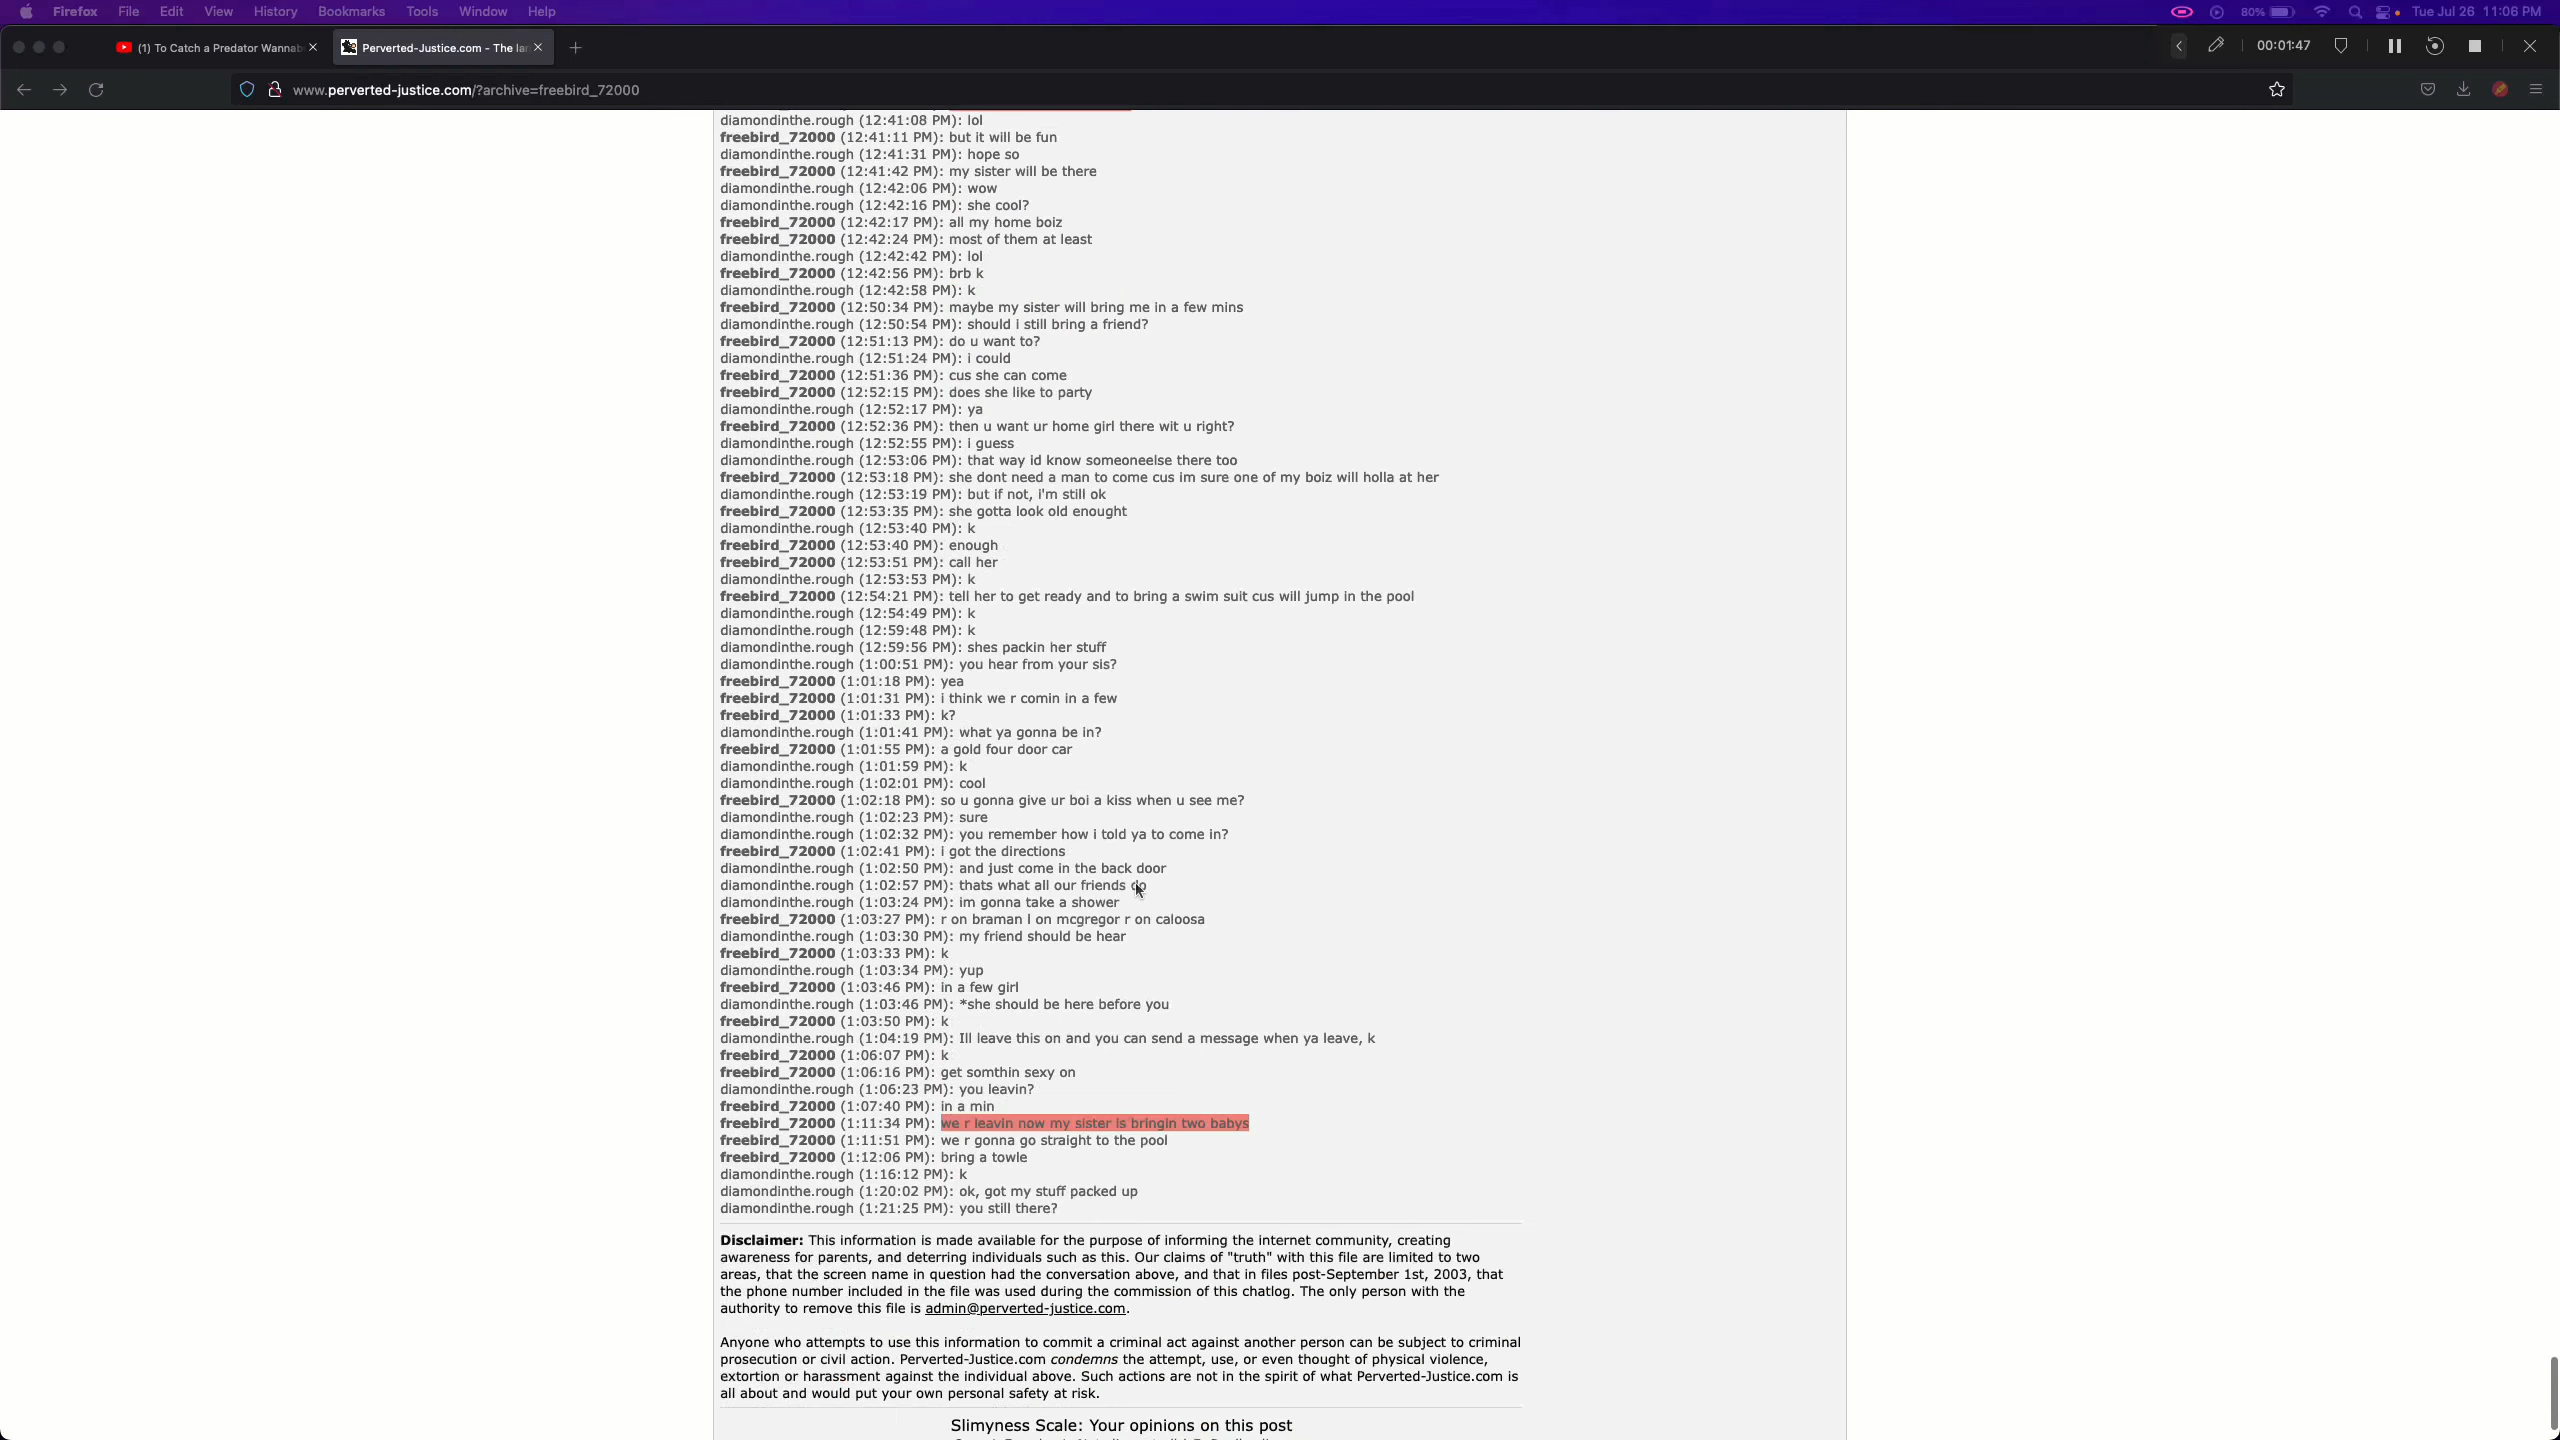 Firefox File Edit View History Bookmarks Tools Window Help 80% Tue Jul 26 11:06 PM
(1) To Catch a Predator Wannab Perverted-Justice.com - The lar 00:01:47
www.perverted-justice.com/?archive=freebird_72000
diamondinthe.rough (12:41:08 PM): lol
freebird_72000 (12:41:11 PM): but it will be fun
diamondinthe.rough (12:41:31 PM): hope so
freebird_72000 (12:41:42 PM): my sister will be there
diamondinthe.rough (12:42:06 PM): wow
diamondinthe.rough (12:42:16 PM): she cool?
freebird_72000 (12:42:17 PM): all my home boiz
freebird_72000 (12:42:24 PM): most of them at least
diamondinthe.rough (12:42:42 PM): lol
freebird_72000 (12:42:56 PM): brb k
diamondinthe.rough (12:42:58 PM): k
freebird_72000 (12:50:34 PM): maybe my sister will bring me in a few mins
diamondinthe.rough (12:50:54 PM): should i still bring a friend?
freebird_72000 (12:51:13 PM): do u want to?
diamondinthe.rough (12:51:24 PM): i could
freebird_72000 (12:51:36 PM): cus she can come
freebird_72000 (12:52:15 PM): does she like to party
diamondinthe.rough (12:52:17 PM): ya
freebird_72000 (12:52:36 PM): then u want ur home girl there wit u right?
diamondinthe.rough (12:52:55 PM): i guess
diamondinthe.rough (12:53:06 PM): that way id know someoneelse there too
freebird_72000 (12:53:18 PM): she dont need a man to come cus im sure one of my boiz will holla at her
diamondinthe.rough (12:53:19 PM): but if not, i'm still ok
freebird_72000 (12:53:35 PM): she gotta look old enought
diamondinthe.rough (12:53:40 PM): k
freebird_72000 (12:53:40 PM): enough
freebird_72000 (12:53:51 PM): call her
diamondinthe.rough (12:53:53 PM): k
freebird_72000 (12:54:21 PM): tell her to get ready and to bring a swim suit cus will jump in the pool
diamondinthe.rough (12:54:49 PM): k
diamondinthe.rough (12:59:48 PM): k
diamondinthe.rough (12:59:56 PM): shes packin her stuff
diamondinthe.rough (1:00:51 PM): you hear from your sis?
freebird_72000 (1:01:18 PM): yea
freebird_72000 (1:01:31 PM): i think we r comin in a few
freebird_72000 (1:01:33 PM): k?
diamondinthe.rough (1:01:41 PM): what ya gonna be in?
freebird_72000 (1:01:55 PM): a gold four door car
diamondinthe.rough (1:01:59 PM): k
diamondinthe.rough (1:02:01 PM): cool
freebird_72000 (1:02:18 PM): so u gonna give ur boi a kiss when u see me?
diamondinthe.rough (1:02:23 PM): sure
diamondinthe.rough (1:02:32 PM): you remember how i told ya to come in?
freebird_72000 (1:02:41 PM): i got the directions
diamondinthe.rough (1:02:50 PM): and just come in the back door
diamondinthe.rough (1:02:57 PM): thats what all our friends do
diamondinthe.rough (1:03:24 PM): im gonna take a shower
freebird_72000 (1:03:27 PM): r on braman l on mcgregor r on caloosa
diamondinthe.rough (1:03:30 PM): my friend should be hear
freebird_72000 (1:03:33 PM): k
diamondinthe.rough (1:03:34 PM): yup
freebird_72000 (1:03:46 PM): in a few girl
diamondinthe.rough (1:03:46 PM): *she should be here before you
freebird_72000 (1:03:50 PM): k
diamondinthe.rough (1:04:19 PM): Ill leave this on and you can send a message when ya leave, k
freebird_72000 (1:06:07 PM): k
freebird_72000 (1:06:16 PM): get somthin sexy on
diamondinthe.rough (1:06:23 PM): you leavin?
freebird_72000 (1:07:40 PM): in a min
freebird_72000 (1:11:34 PM): we r leavin now my sister is bringin two babys
freebird_72000 (1:11:51 PM): we r gonna go straight to the pool
freebird_72000 (1:12:06 PM): bring a towle
diamondinthe.rough (1:16:12 PM): k
diamondinthe.rough (1:20:02 PM): ok, got my stuff packed up
diamondinthe.rough (1:21:25 PM): you still there?
Disclaimer: This information is made available for the purpose of informing the internet community, creating
awareness for parents, and deterring individuals such as this. Our claims of "truth" with this file are limited to two
areas, that the screen name in question had the conversation above, and that in files post-September 1st, 2003, that
the phone number included in the file was used during the commission of this chatlog. The only person with the
authority to remove this file is admin@perverted-justice.com.
Anyone who attempts to use this information to commit a criminal act against another person can be subject to criminal
prosecution or civil action. Perverted-Justice.com condemns the attempt, use, or even thought of physical violence,
extortion or harassment against the individual above. Such actions are not in the spirit of what Perverted-Justice.com is
all about and would put your own personal safety at risk.
Slimyness Scale: Your opinions on this post